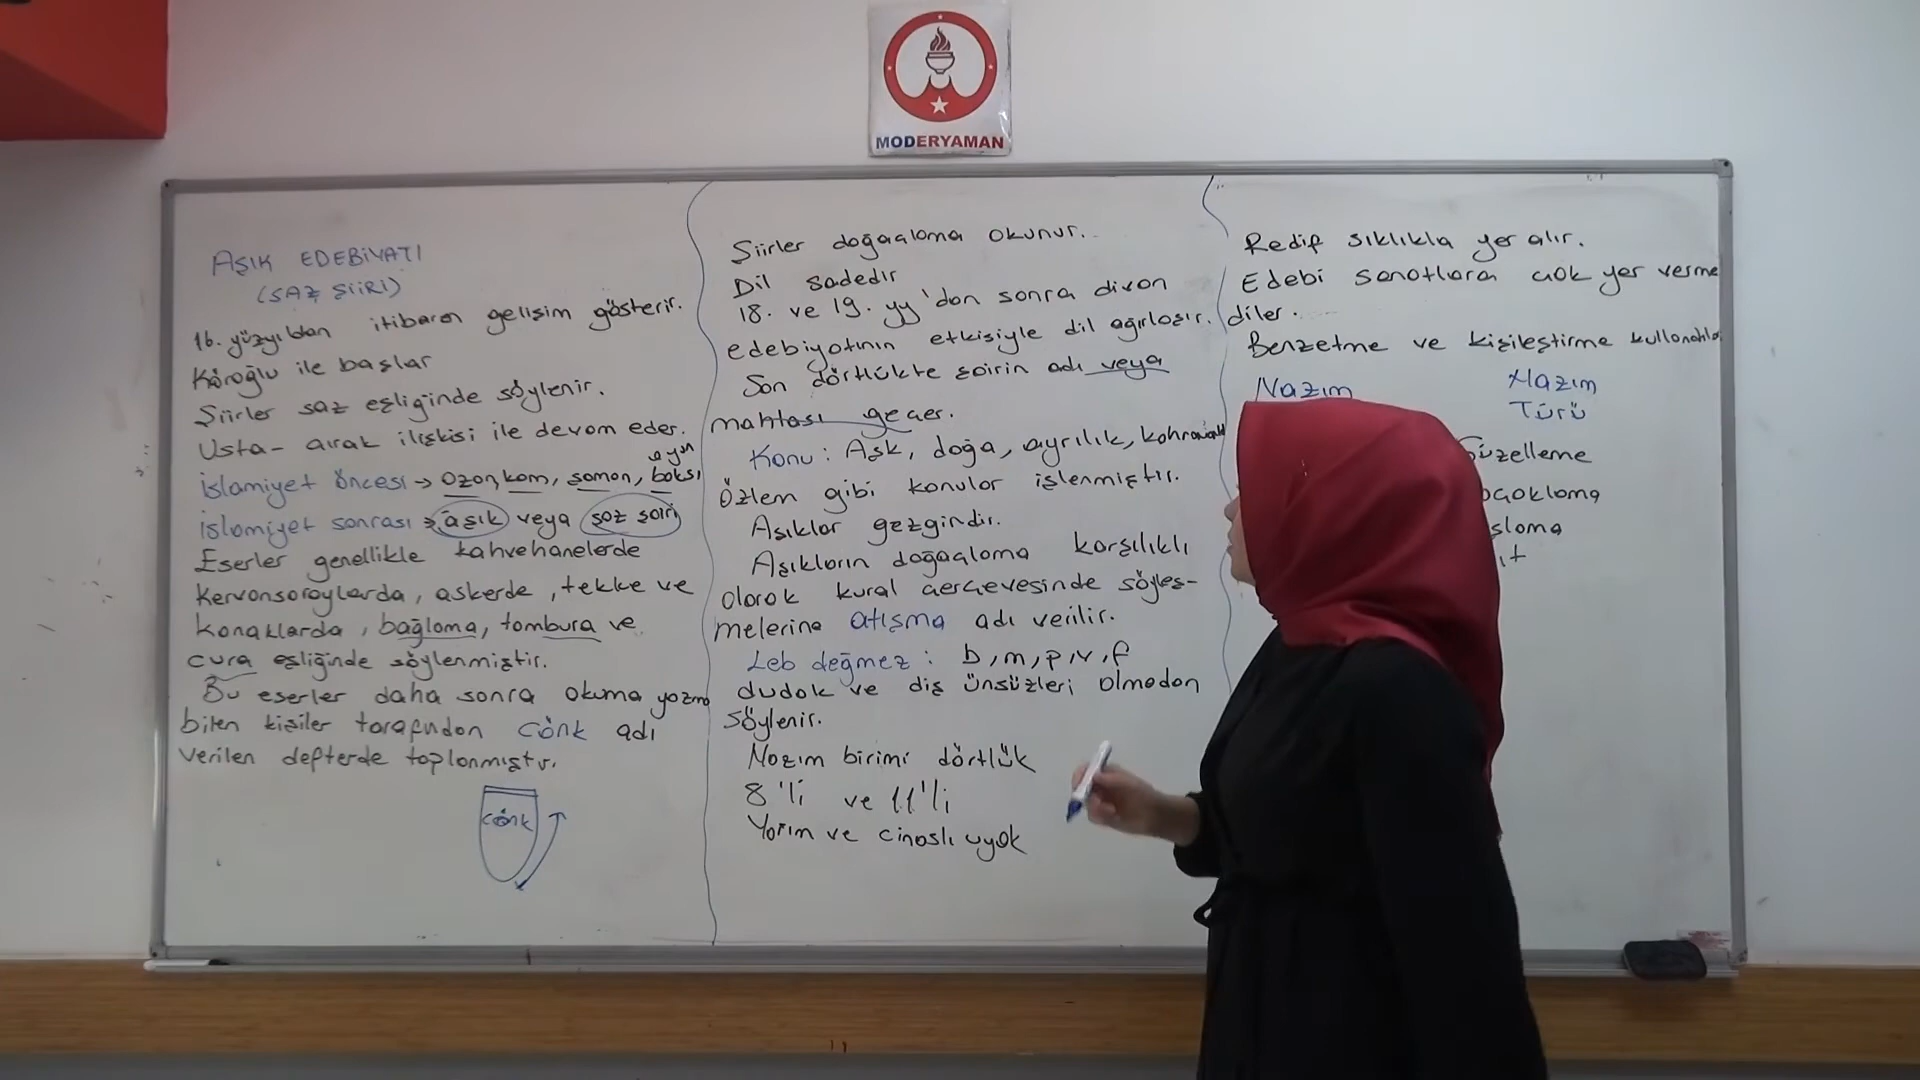 MODERYAMAN
AŞIK EDEBİYATI
(SAZ ŞİİRİ)
16. yüzyıldan itibaren gelişim gösterir.
Köroğlu ile başlar
Şiirler saz eşliğinde söylenir.
Usta-çırak ilişkisi ile devam eder.
İslamiyet Öncesi → Ozan, kam, şaman, baksı
İslamiyet sonrası → aşık veya saz şairi
Eserler genellikle kahvehanelerde
Kervansaraylarda, askerde, tekke ve
konaklarda, bağlama, tombura ve
cura eşliğinde söylenmiştir.
Bu eserler daha sonra okuma yazma
bilen kişiler tarafından cönk adı
verilen defterde toplanmıştır.
cönk
Şiirler doğaçlama okunur.
Dil sadedir
18. ve 19. yy'dan sonra divan
edebiyatının etkisiyle dil ağırlaşır.
Son dörtlükte şairin adı veya
mahlası geçer.
Konu: Aşk, doğa, ayrılık,
Özlem gibi konular işlenmiştir.
Aşıklar gezgindir.
Aşıkların doğaçlama karşılıklı
olarak kural çerçevesinde söyleş-
melerine atışma adı verilir.
Leb değmez: b, m, p, v, f
dudak ve diş ünsüzleri olmadan
söylenir.
Nazım birimi dörtlük
8'li ve 11'li
Yarım ve cinaslı uyak
Redif sıklıkla yer alır.
Edebi sanatlara çok yer verme
diler.
Benzetme ve kişileştirme
Nazım
Nazım
Türü